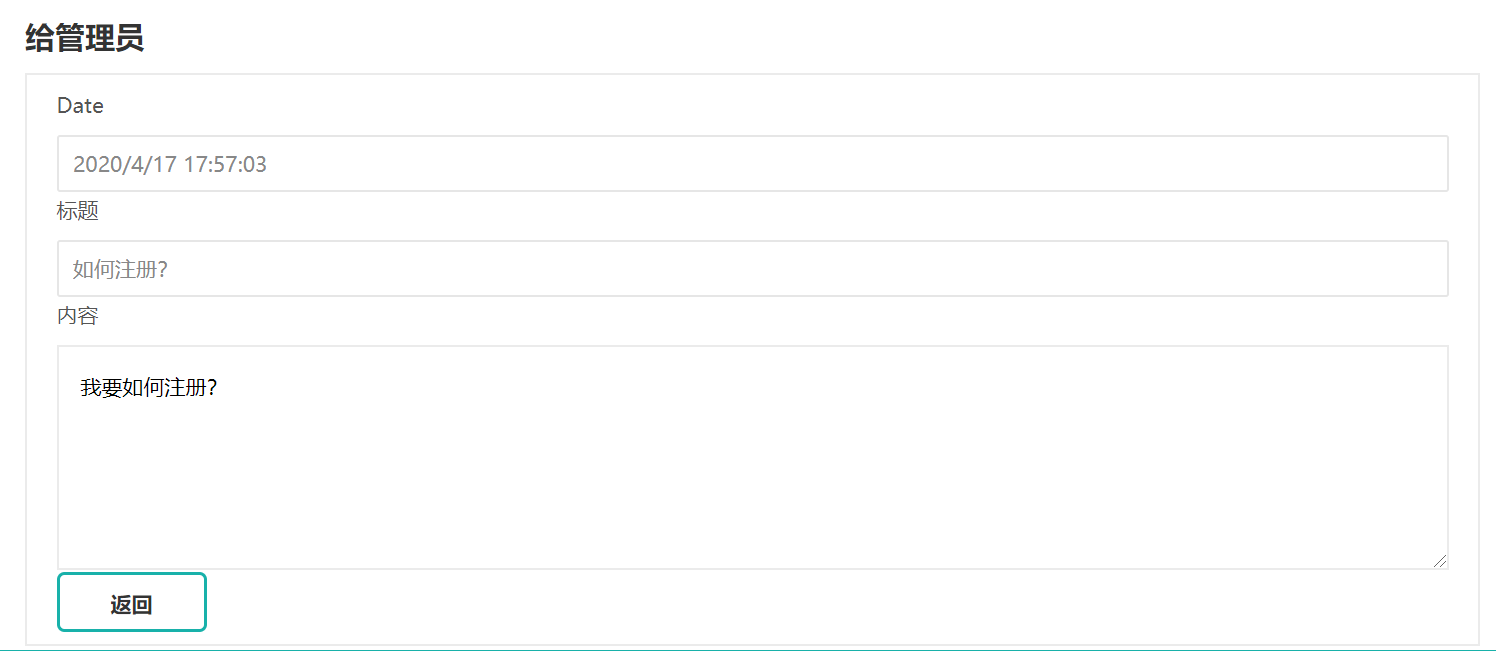 给管理员
Date
2020/4/17 17:57:03
标题
如何注册?
内容
我要如何注册?
返回